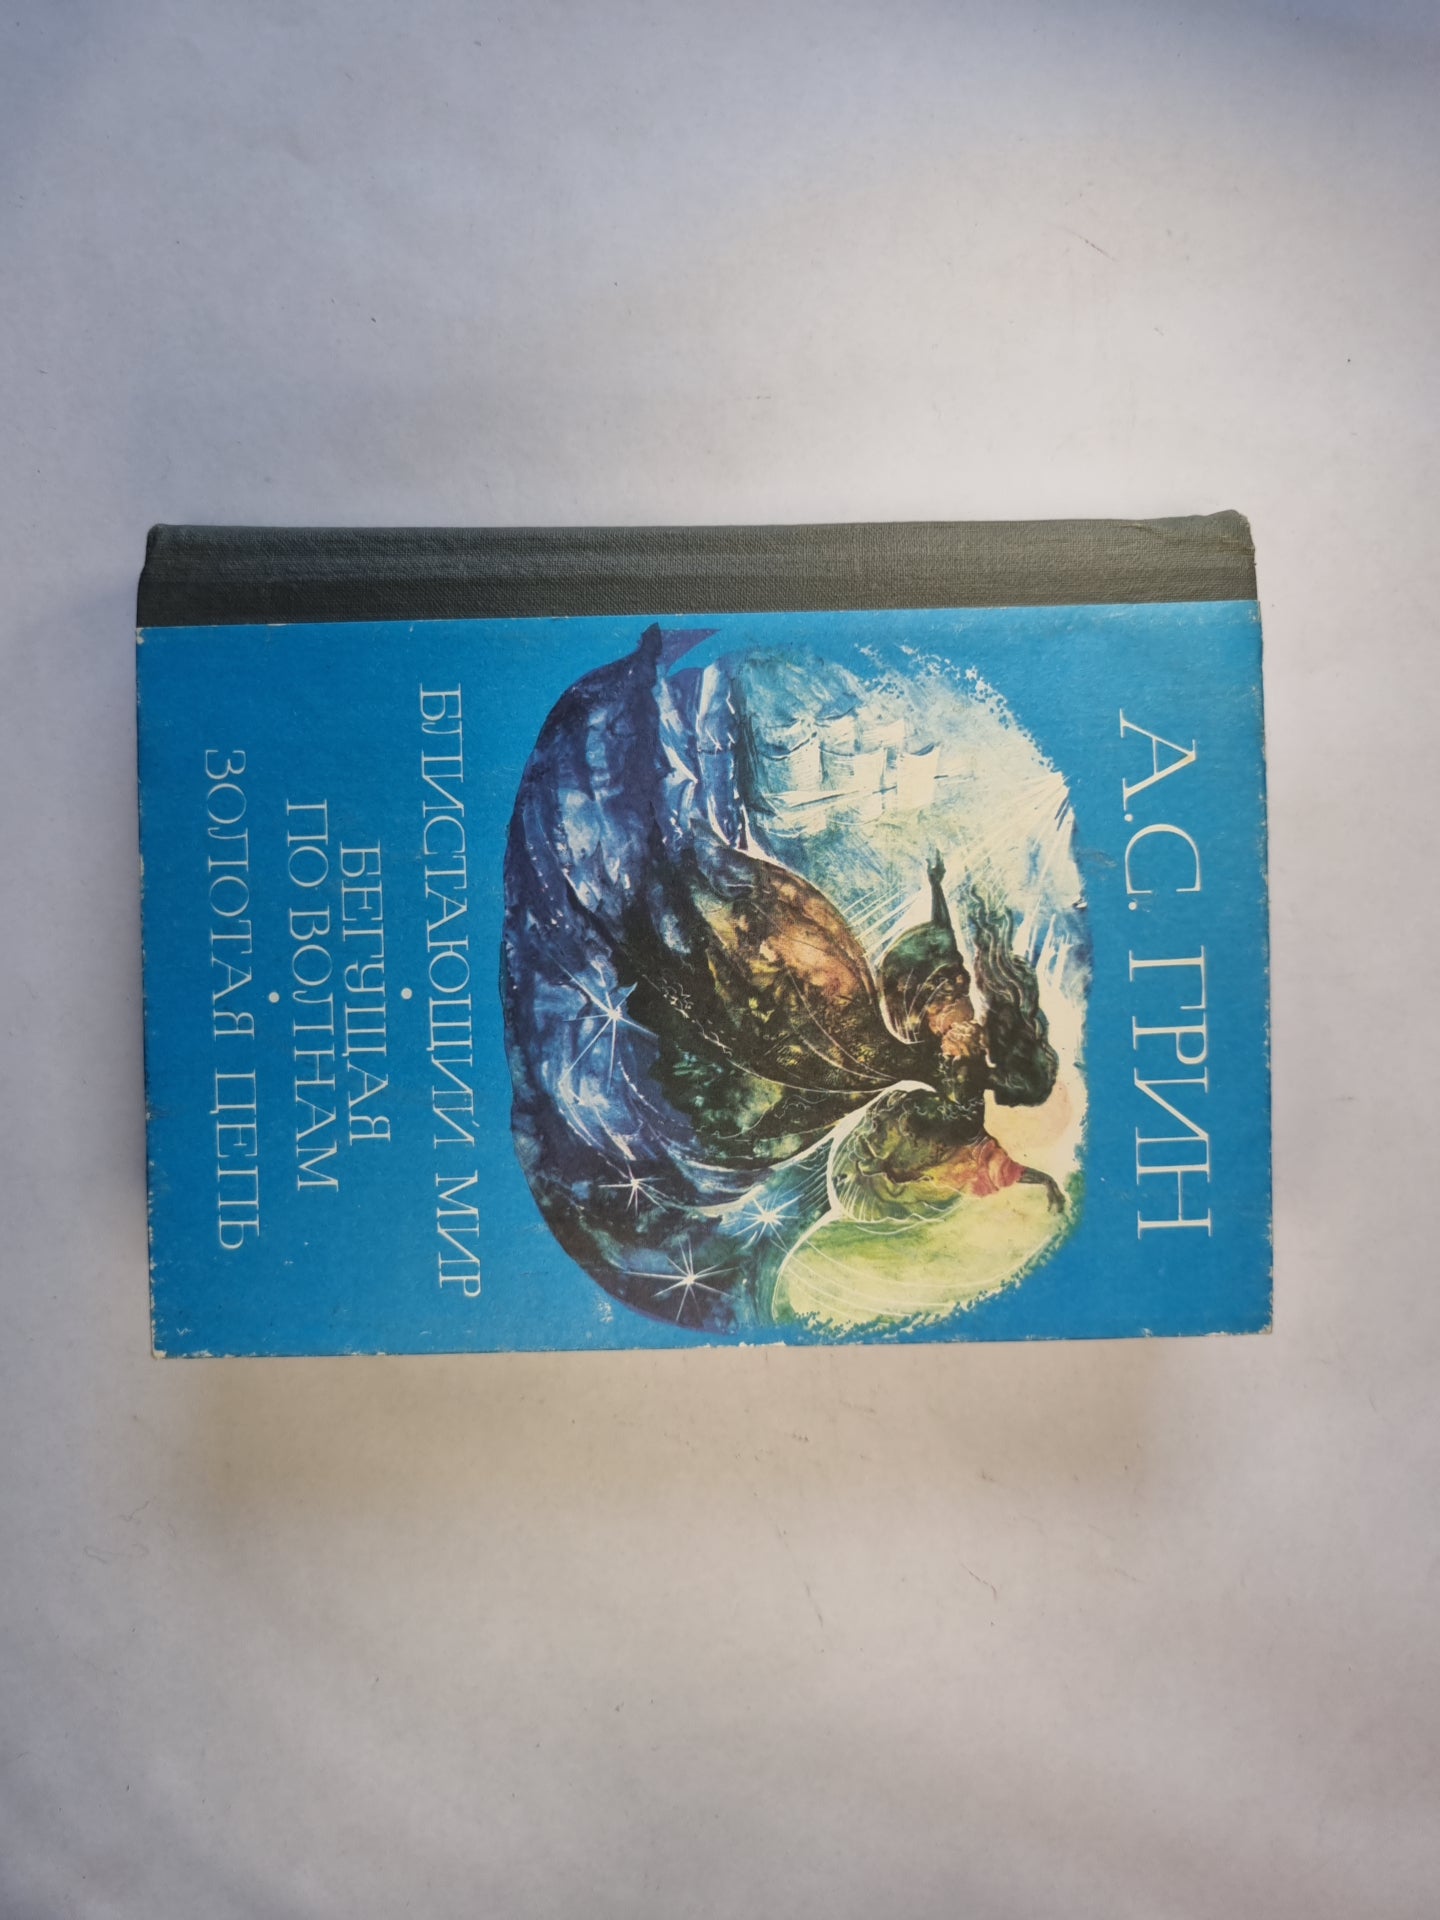 А.С. ГРИН
БЛИСТАЮЩИЙ МИР
•
БЕГУЩАЯ
ПО ВОЛНАМ
•
ЗОЛОТАЯ ЦЕПЬ